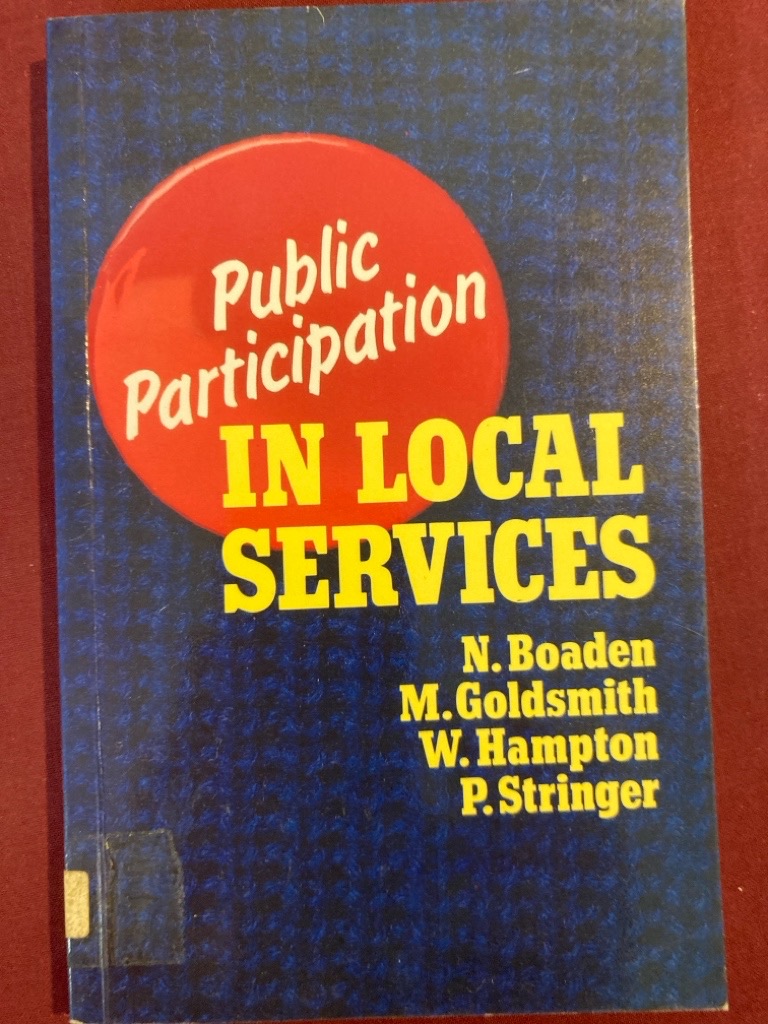 Public
Participation
IN LOCAL
SERVICES
N. Boaden
M. Goldsmith
W. Hampton
P. Stringer